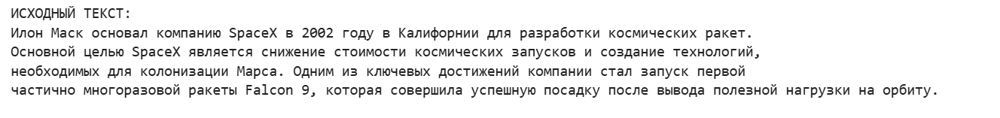 ИСХОДНЫЙ ТЕКСТ:
Илон Маск основал компанию SpaceX в 2002 году в Калифорнии для разработки космических ракет.
Основной целью SpaceX является снижение стоимости космических запусков и создание технологий,
необходимых для колонизации Марса. Одним из ключевых достижений компании стал запуск первой
частично многоразовой ракеты Falcon 9, которая совершила успешную посадку после вывода полезной нагрузки на орбиту.